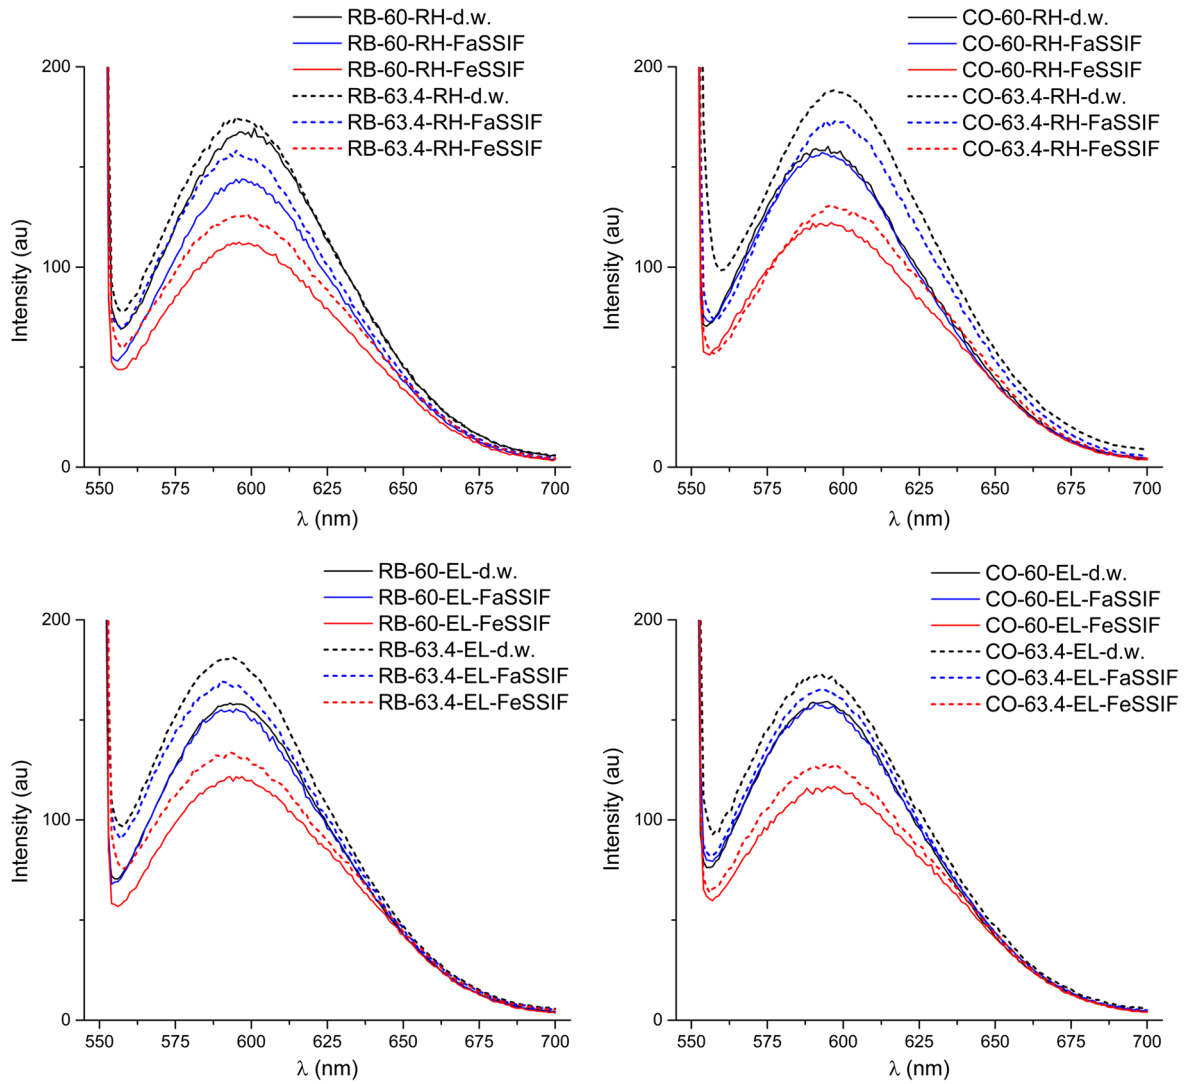 RB-60-RH-d.w.
RB-60-RH-FaSSIF
RB-60-RH-FeSSIF
RB-63.4-RH-d.w.
RB-63.4-RH-FaSSIF
RB-63.4-RH-FeSSIF
200
100
0
Intensity (au)
550 575 600 625 650 675 700
λ (nm)
CO-60-RH-d.w.
CO-60-RH-FaSSIF
CO-60-RH-FeSSIF
CO-63.4-RH-d.w.
CO-63.4-RH-FaSSIF
CO-63.4-RH-FeSSIF
200
100
0
Intensity (au)
550 575 600 625 650 675 700
λ (nm)
RB-60-EL-d.w.
RB-60-EL-FaSSIF
RB-60-EL-FeSSIF
RB-63.4-EL-d.w.
RB-63.4-EL-FaSSIF
RB-63.4-EL-FeSSIF
200
100
0
Intensity (au)
550 575 600 625 650 675 700
λ (nm)
CO-60-EL-d.w.
CO-60-EL-FaSSIF
CO-60-EL-FeSSIF
CO-63.4-EL-d.w.
CO-63.4-EL-FaSSIF
CO-63.4-EL-FeSSIF
200
100
0
Intensity (au)
550 575 600 625 650 675 700
λ (nm)